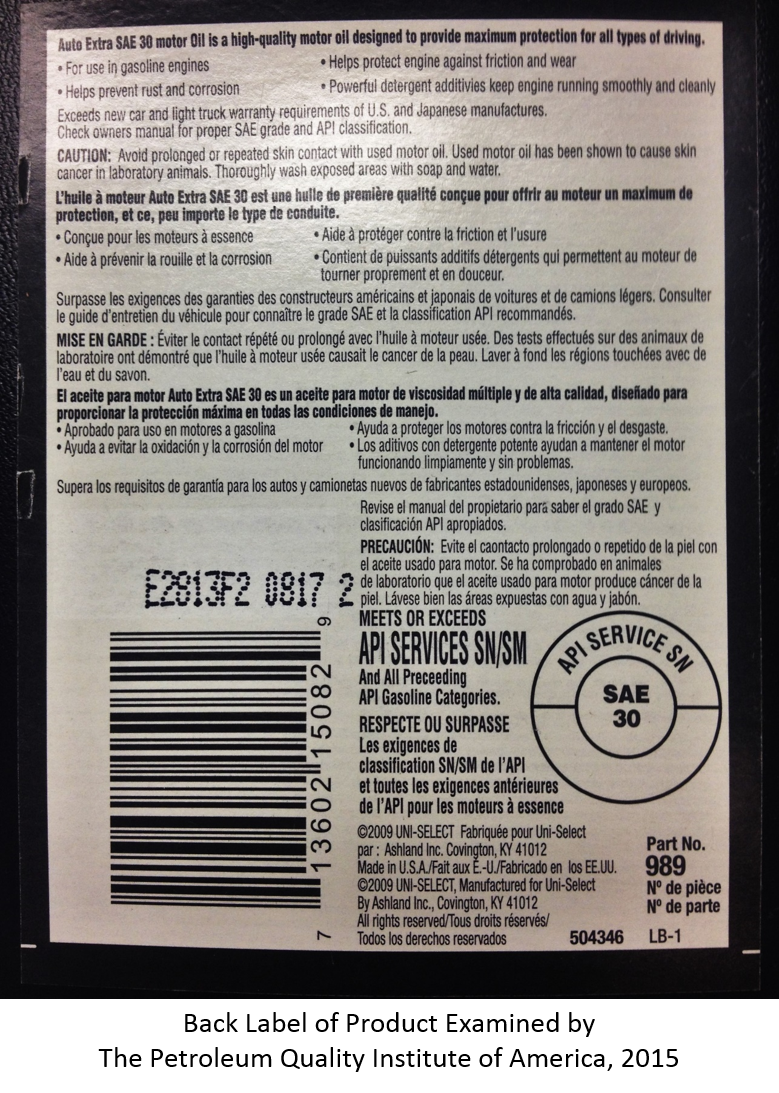 Auto Extra SAE 30 motor Oil is a high-quality motor oil designed to provide maximum protection for all types of driving.
• For use in gasoline engines
• Helps protect engine against friction and wear
• Helps prevent rust and corrosion
• Powerful detergent additivies keep engine running smoothly and cleanly
Exceeds new car and light truck warranty requirements of U.S. and Japanese manufactures.
Check owners manual for proper SAE grade and API classification.
CAUTION: Avoid prolonged or repeated skin contact with used motor oil. Used motor oil has been shown to cause skin
cancer in laboratory animals. Thoroughly wash exposed areas with soap and water.
L'huile à moteur Auto Extra SAE 30 est une huile de première qualité conçue pour offrir au moteur un maximum de
protection, et ce, peu importe le type de conduite.
• Conçue pour les moteurs à essence
• Aide à protéger contre la friction et l'usure
• Aide à prévenir la rouille et la corrosion
• Contient de puissants additifs détergents qui permettent au moteur de
tourner proprement et en douceur.
Surpasse les exigences des garanties des constructeurs américains et japonais de voitures et de camions légers. Consulter
le guide d'entretien du véhicule pour connaître le grade SAE et la classification API recommandés.
MISE EN GARDE : Éviter le contact répété ou prolongé avec l'huile à moteur usée. Des tests effectués sur des animaux de
laboratoire ont démontré que l'huile à moteur usée causait le cancer de la peau. Laver à fond les régions touchées avec de
l'eau et du savon.
El aceite para motor Auto Extra SAE 30 es un aceite para motor de viscosidad múltiple y de alta calidad, diseñado para
proporcionar la protección máxima en todas las condiciones de manejo.
• Aprobado para uso en motores a gasolina
• Ayuda a proteger los motores contra la fricción y el desgaste.
• Ayuda a evitar la oxidación y la corrosión del motor
• Los aditivos con detergente potente ayudan a mantener el motor
funcionando limpiamente y sin problemas.
Supera los requisitos de garantía para los autos y camionetas nuevos de fabricantes estadounidenses, japoneses y europeos.
Revise el manual del propietario para saber el grado SAE y
clasificación API apropiados.
PRECAUCIÓN: Evite el caontacto prolongado o repetido de la piel con
el aceite usado para motor. Se ha comprobado en animales
de laboratorio que el aceite usado para motor produce cáncer de la
piel. Lávese bien las áreas expuestas con agua y jabón.
E2813F2 0817 2
7 13602 15082 9
MEETS OR EXCEEDS
API SERVICES SN/SM
And All Preceeding
API Gasoline Categories.
RESPECTE OU SURPASSE
Les exigences de
classification SN/SM de l'API
et toutes les exigences antérieures
de l'API pour les moteurs à essence
API SERVICE SN
SAE
30
©2009 UNI-SELECT Fabriquée pour Uni-Select
par : Ashland Inc. Covington, KY 41012
Made in U.S.A./Fait aux É.-U./Fabricado en los EE.UU.
©2009 UNI-SELECT, Manufactured for Uni-Select
By Ashland Inc., Covington, KY 41012
All rights reserved/Tous droits réservés/
Todos los derechos reservados
504346
Part No.
989
Nº de pièce
Nº de parte
LB-1
Back Label of Product Examined by
The Petroleum Quality Institute of America, 2015